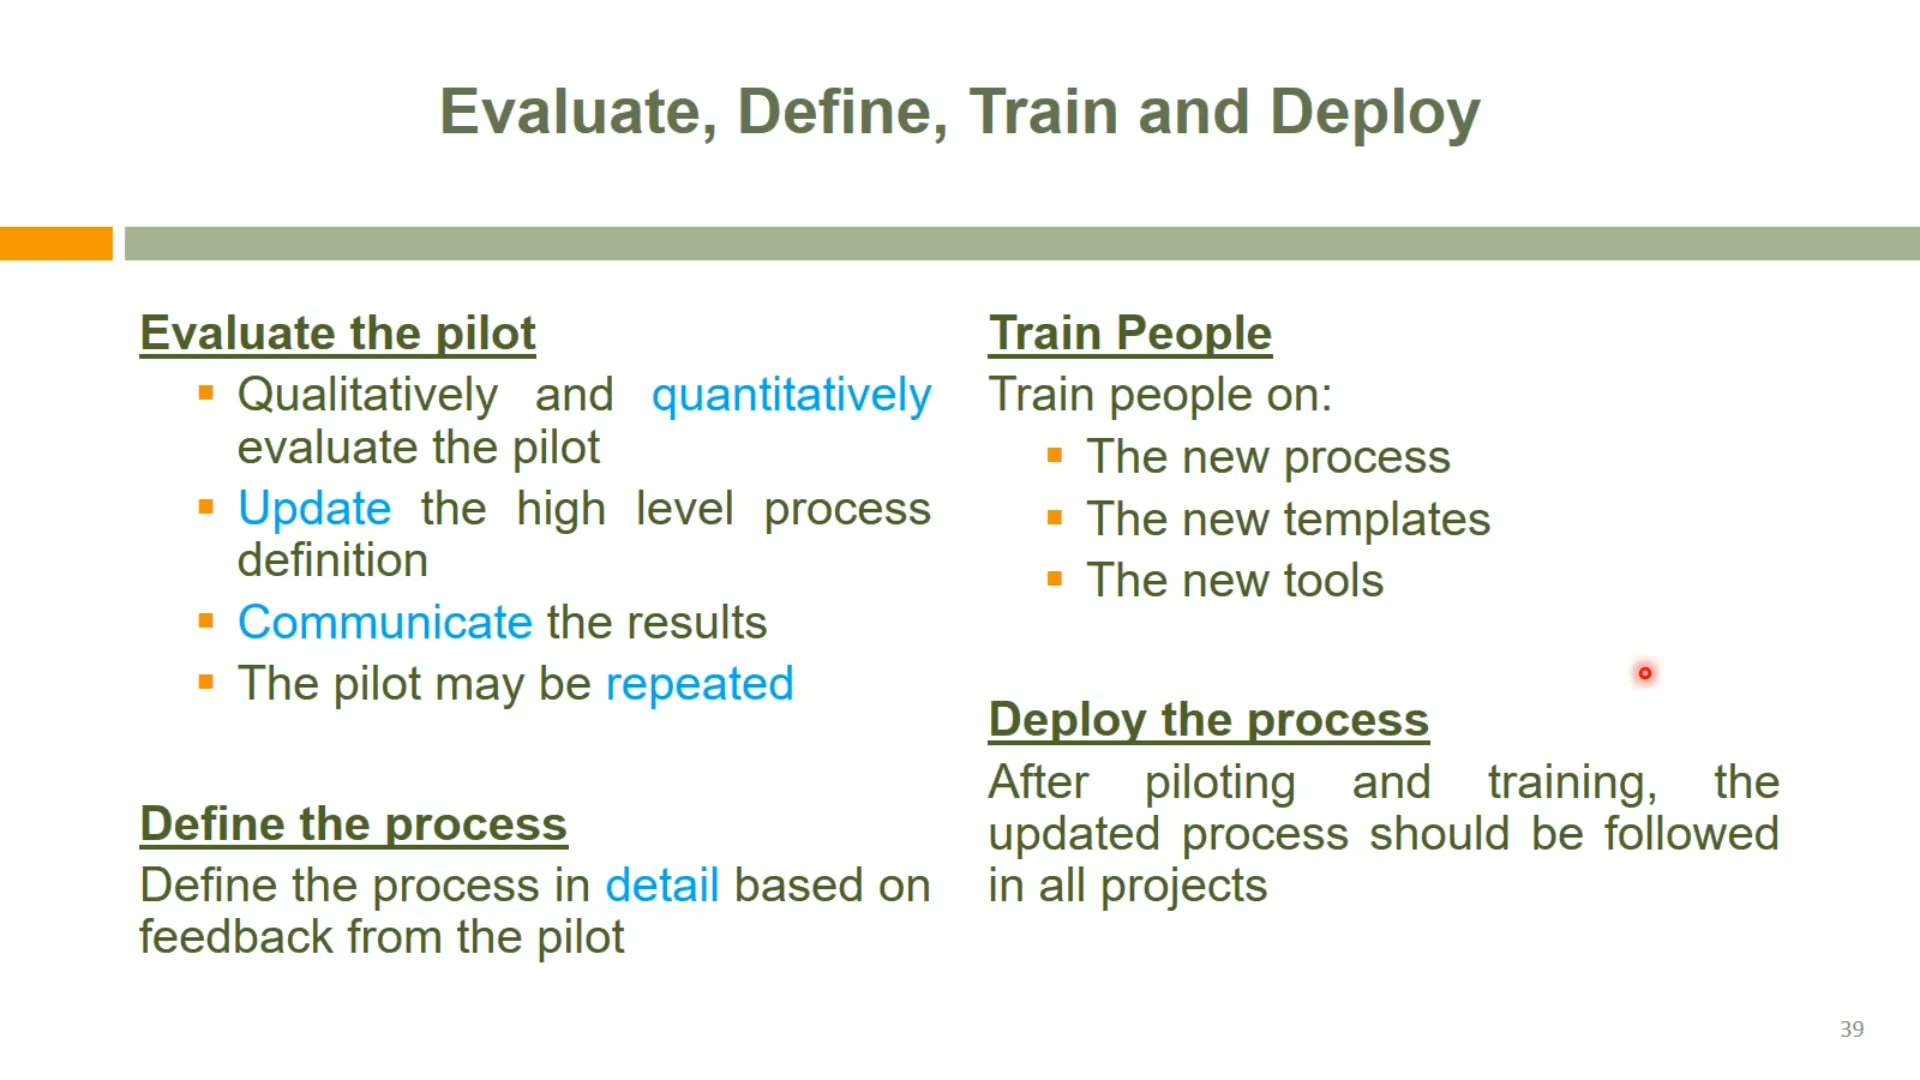 Evaluate, Define, Train and Deploy
Evaluate the pilot
Qualitatively and quantitatively
evaluate the pilot
Update the high level process
definition
Communicate the results
The pilot may be repeated
Define the process
Define the process in detail based on
feedback from the pilot
Train People
Train people on:
The new process
The new templates
The new tools
Deploy the process
After piloting and training, the
updated process should be followed
in all projects
39